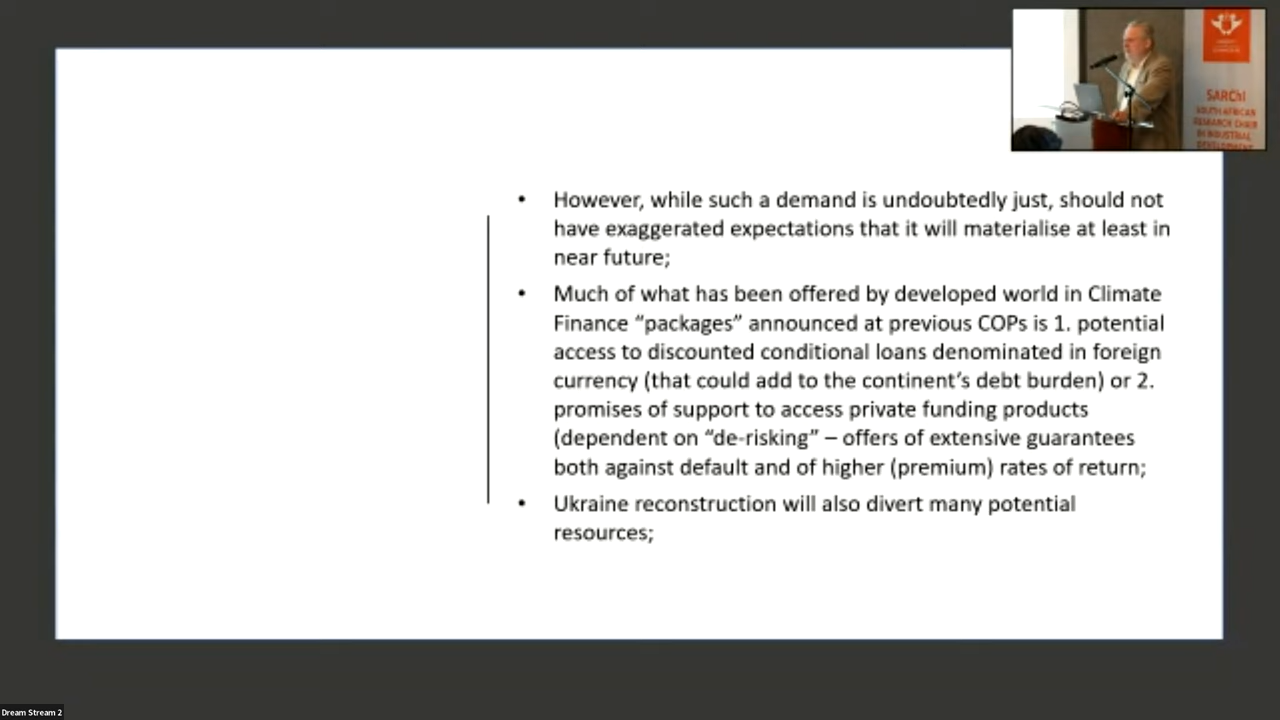 • However, while such a demand is undoubtedly just, should not
have exaggerated expectations that it will materialise at least in
near future;
• Much of what has been offered by developed world in Climate
Finance “packages” announced at previous COPs is 1. potential
access to discounted conditional loans denominated in foreign
currency (that could add to the continent’s debt burden) or 2.
promises of support to access private funding products
(dependent on “de-risking” – offers of extensive guarantees
both against default and of higher (premium) rates of return;
• Ukraine reconstruction will also divert many potential
resources;
SARChI
SOUTH AFRICAN
RESEARCH CHAIR
IN INDUSTRIAL
DEVELOPMENT
Dream Stream 2